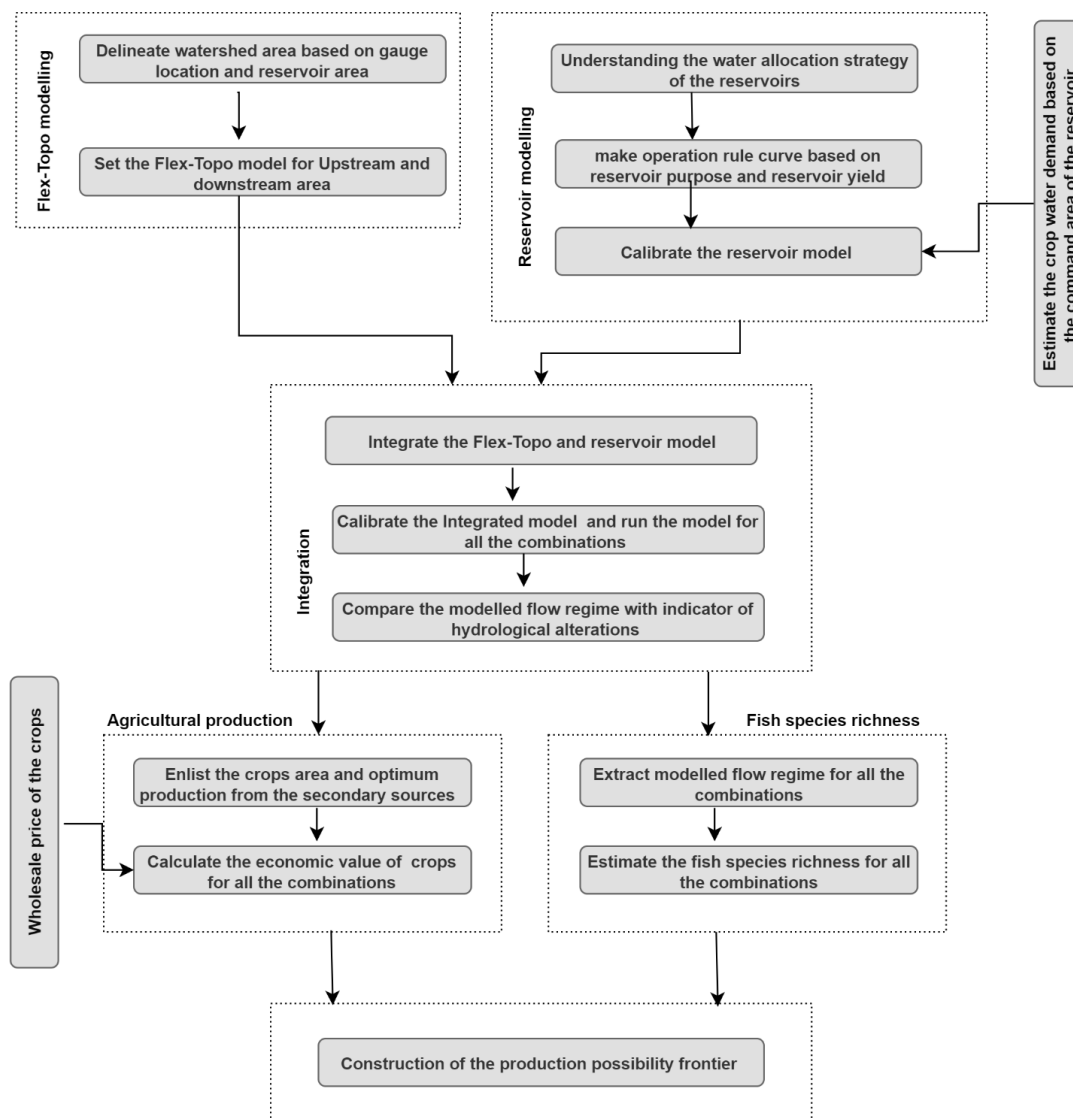 Flex-Topo modelling
Delineate watershed area based on gauge
location and reservoir area
Set the Flex-Topo model for Upstream and
downstream area
Reservoir modelling
Understanding the water allocation strategy
of the reservoirs
make operation rule curve based on
reservoir purpose and reservoir yield
Calibrate the reservoir model
Estimate the crop water demand based on
the command area of the reservoir
Integration
Integrate the Flex-Topo and reservoir model
Calibrate the Integrated model and run the model for
all the combinations
Compare the modelled flow regime with indicator of
hydrological alterations
Wholesale price of the crops
Agricultural production
Enlist the crops area and optimum
production from the secondary sources
Calculate the economic value of crops
for all the combinations
Fish species richness
Extract modelled flow regime for all the
combinations
Estimate the fish species richness for all
the combinations
Construction of the production possibility frontier